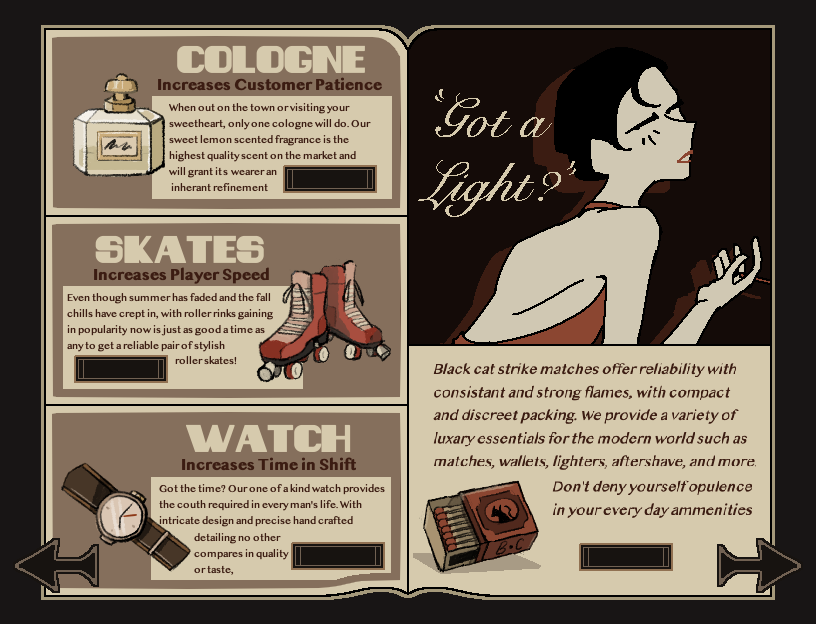 COLOGNE
Increases Customer Patience
When out on the town or visiting your
sweetheart, only one cologne will do. Our
sweet lemon scented fragrance is the
highest quality scent on the market and
will grant its wearer an
inherant refinement
SKATES
Increases Player Speed
Even though summer has faded and the fall
chills have crept in, with roller rinks gaining
in popularity now is just as good a time as
any to get a reliable pair of stylish
roller skates!
WATCH
Increases Time in Shift
Got the time? Our one of a kind watch provides
the couth required in every man's life. With
intricate design and precise hand crafted
detailing no other
compares in quality
or taste,
"Got a
Light?"
Black cat strike matches offer reliability with
consistant and strong flames, with compact
and discreet packing. We provide a variety of
luxary essentials for the modern world such as
matches, wallets, lighters, aftershave, and more.
Don't deny yourself opulence
in your every day ammenities
B•C